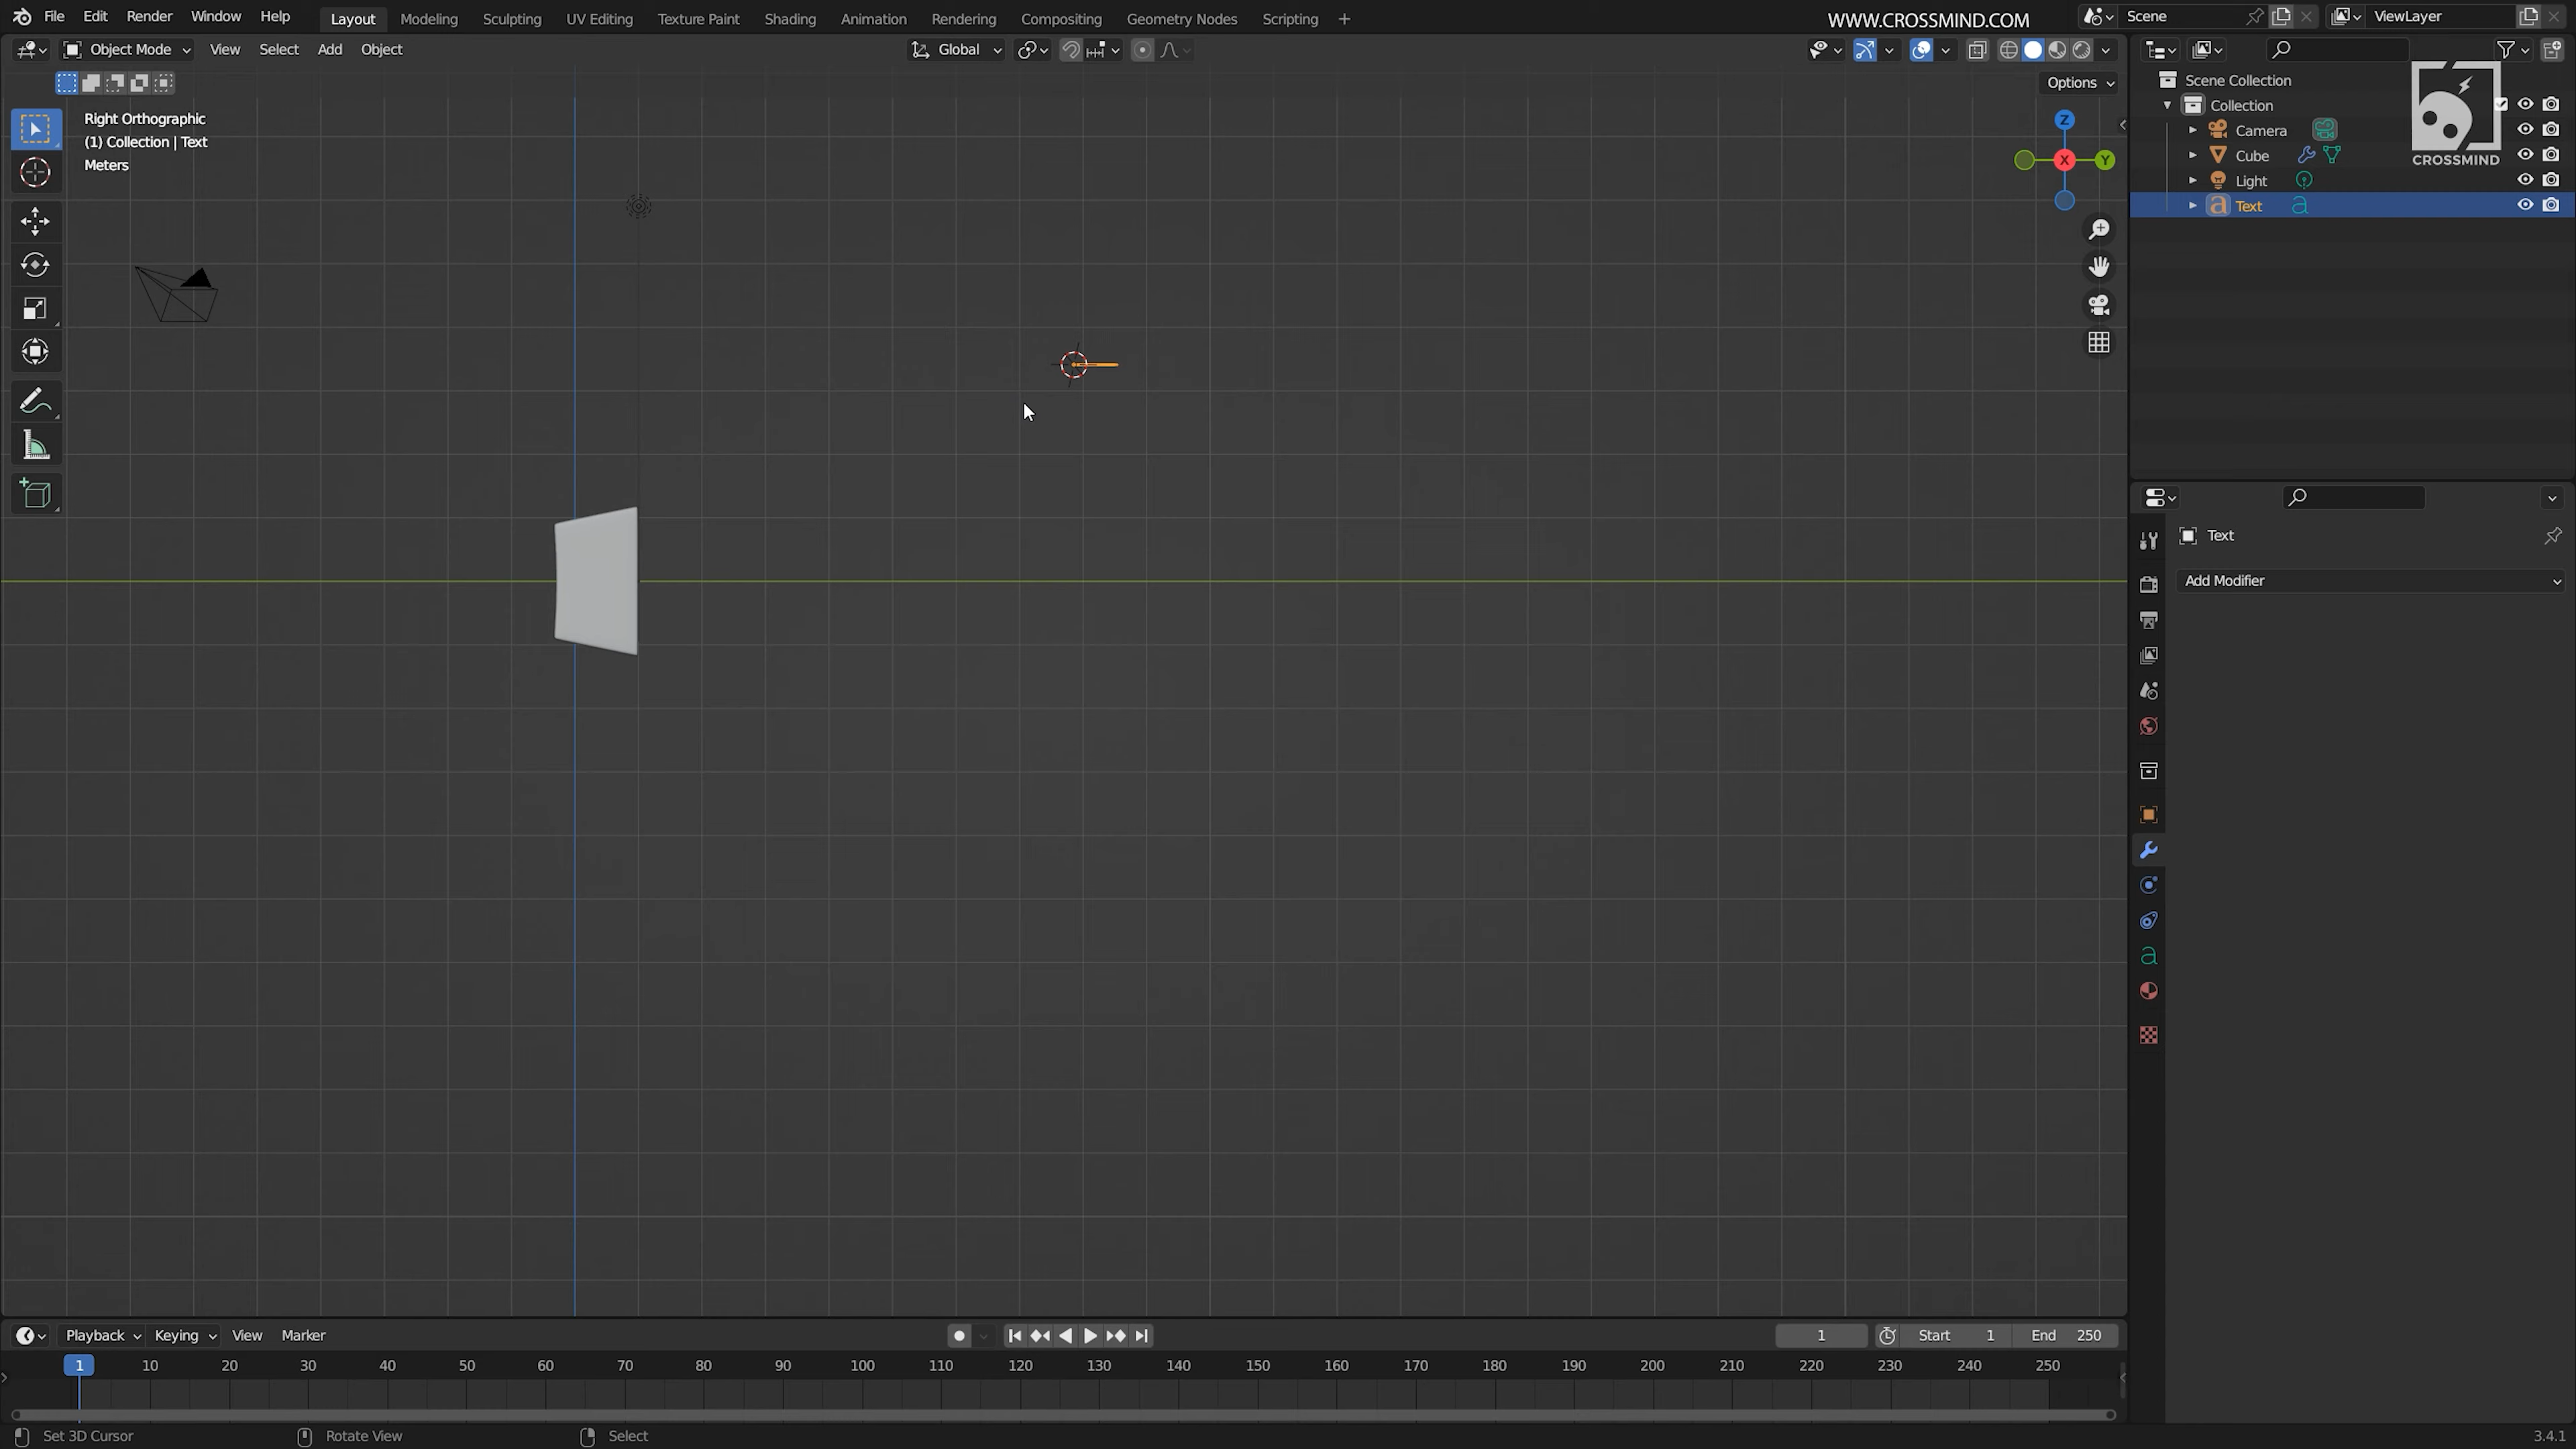 File Edit Render Window Help Layout Modeling Sculpting UV Editing Texture Paint Shading Animation Rendering Compositing Geometry Nodes Scripting + WWW.CROSSMIND.COM Scene ViewLayer
Object Mode View Select Add Object Global
Options
Right Orthographic
(1) Collection | Text
Meters
Z
X
Y
Scene Collection
Collection
Camera
Cube
Light
Text
CROSSMIND
Text
Add Modifier
Playback Keying View Marker 1 Start 1 End 250
1 10 20 30 40 50 60 70 80 90 100 110 120 130 140 150 160 170 180 190 200 210 220 230 240 250
Set 3D Cursor Rotate View Select 3.4.1